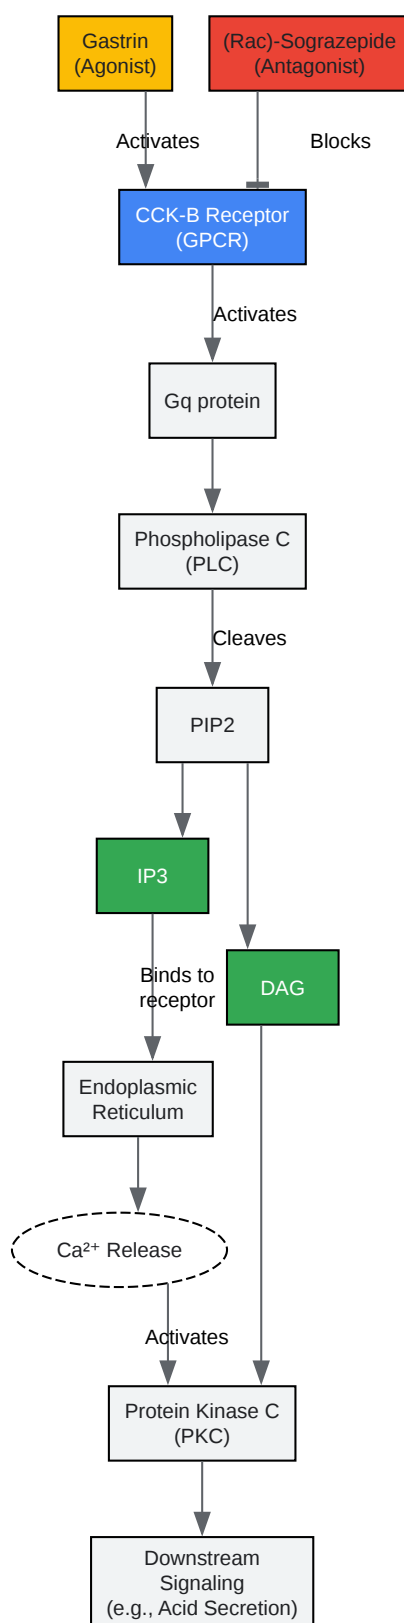 Gastrin
(Agonist)
(Rac)-Sograzepide
(Antagonist)
Activates
Blocks
CCK-B Receptor
(GPCR)
Activates
Gq protein
Phospholipase C
(PLC)
Cleaves
PIP2
IP3
Binds to
receptor
DAG
Endoplasmic
Reticulum
Ca²⁺ Release
Activates
Protein Kinase C
(PKC)
Downstream
Signaling
(e.g., Acid Secretion)